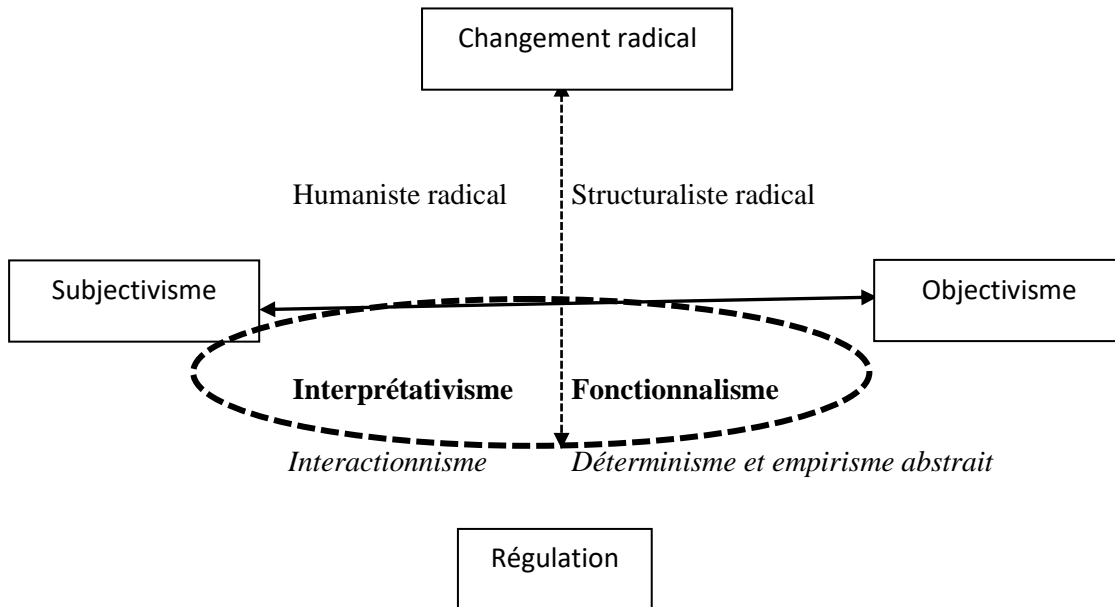 Changement radical
Humaniste radical
Structuraliste radical
Subjectivisme
Objectivisme
Interprétativisme
Fonctionnalisme
Interactionnisme
Déterminisme et empirisme abstrait
Régulation